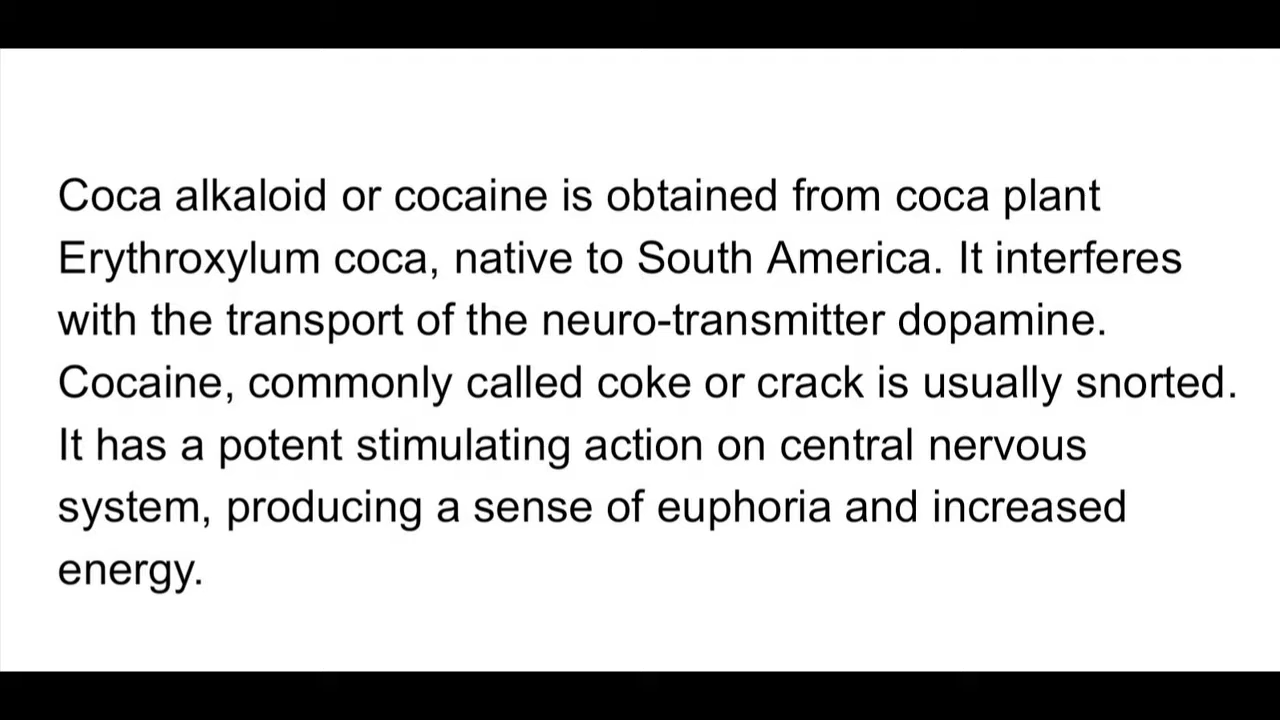 Coca alkaloid or cocaine is obtained from coca plant
Erythroxylum coca, native to South America. It interferes
with the transport of the neuro-transmitter dopamine.
Cocaine, commonly called coke or crack is usually snorted.
It has a potent stimulating action on central nervous
system, producing a sense of euphoria and increased
energy.